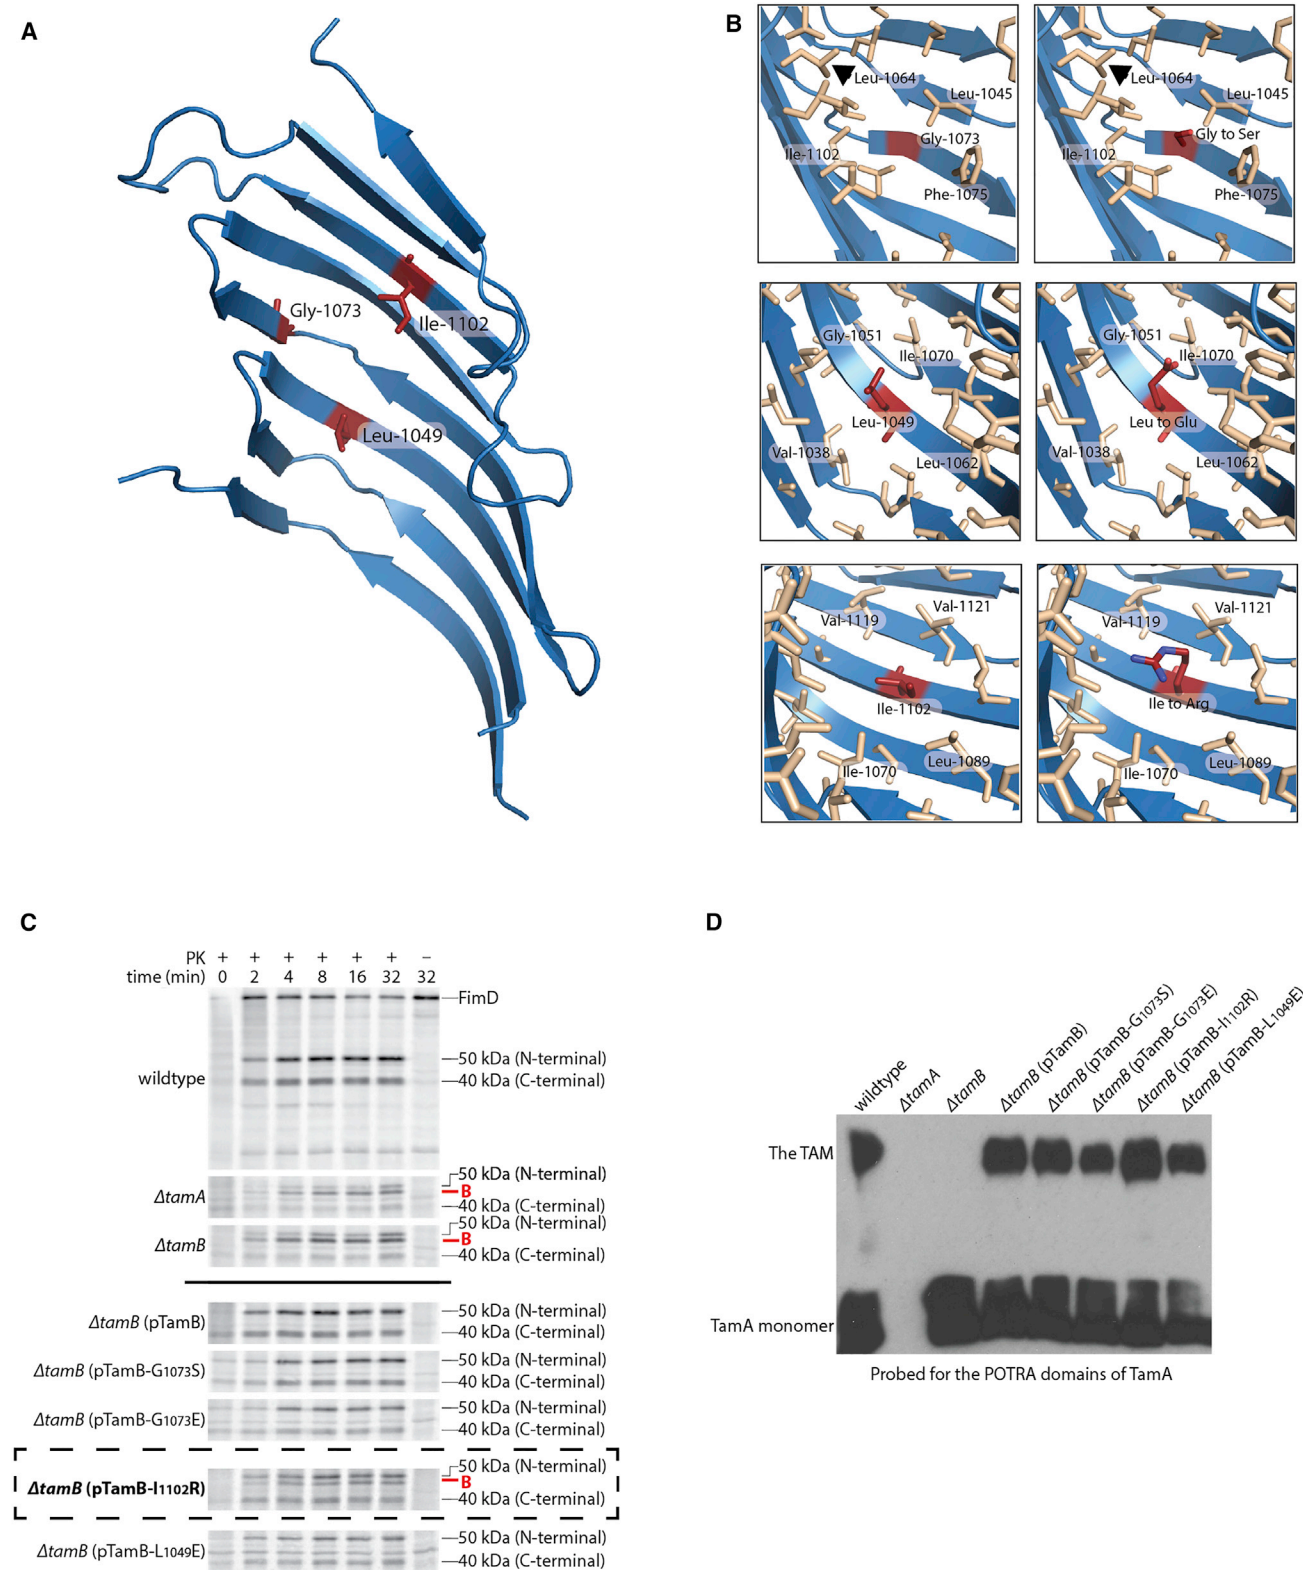 A
Gly-1073
Ile-1102
Leu-1049
B
Leu-1064
Leu-1045
Gly-1073
Ile-1102
Phe-1075
Leu-1064
Leu-1045
Gly to Ser
Ile-1102
Phe-1075
Gly-1051
Ile-1070
Leu-1049
Val-1038
Leu-1062
Gly-1051
Ile-1070
Leu to Glu
Val-1038
Leu-1062
Val-1121
Val-1119
Ile-1102
Leu-1089
Ile-1070
Val-1121
Val-1119
Ile to Arg
Leu-1089
Ile-1070
C
PK + + + + + + –
time (min) 0 2 4 8 16 32 32
FimD
50 kDa (N-terminal)
wildtype
40 kDa (C-terminal)
50 kDa (N-terminal)
ΔtamA
B
40 kDa (C-terminal)
50 kDa (N-terminal)
ΔtamB
B
40 kDa (C-terminal)
50 kDa (N-terminal)
ΔtamB (pTamB)
40 kDa (C-terminal)
50 kDa (N-terminal)
ΔtamB (pTamB-G1073S)
40 kDa (C-terminal)
50 kDa (N-terminal)
ΔtamB (pTamB-G1073E)
40 kDa (C-terminal)
50 kDa (N-terminal)
B
ΔtamB (pTamB-I1102R)
40 kDa (C-terminal)
50 kDa (N-terminal)
ΔtamB (pTamB-L1049E)
40 kDa (C-terminal)
D
wildtype
ΔtamA
ΔtamB
ΔtamB (pTamB)
ΔtamB (pTamB-G1073S)
ΔtamB (pTamB-G1073E)
ΔtamB (pTamB-I1102R)
ΔtamB (pTamB-L1049E)
The TAM
TamA monomer
Probed for the POTRA domains of TamA